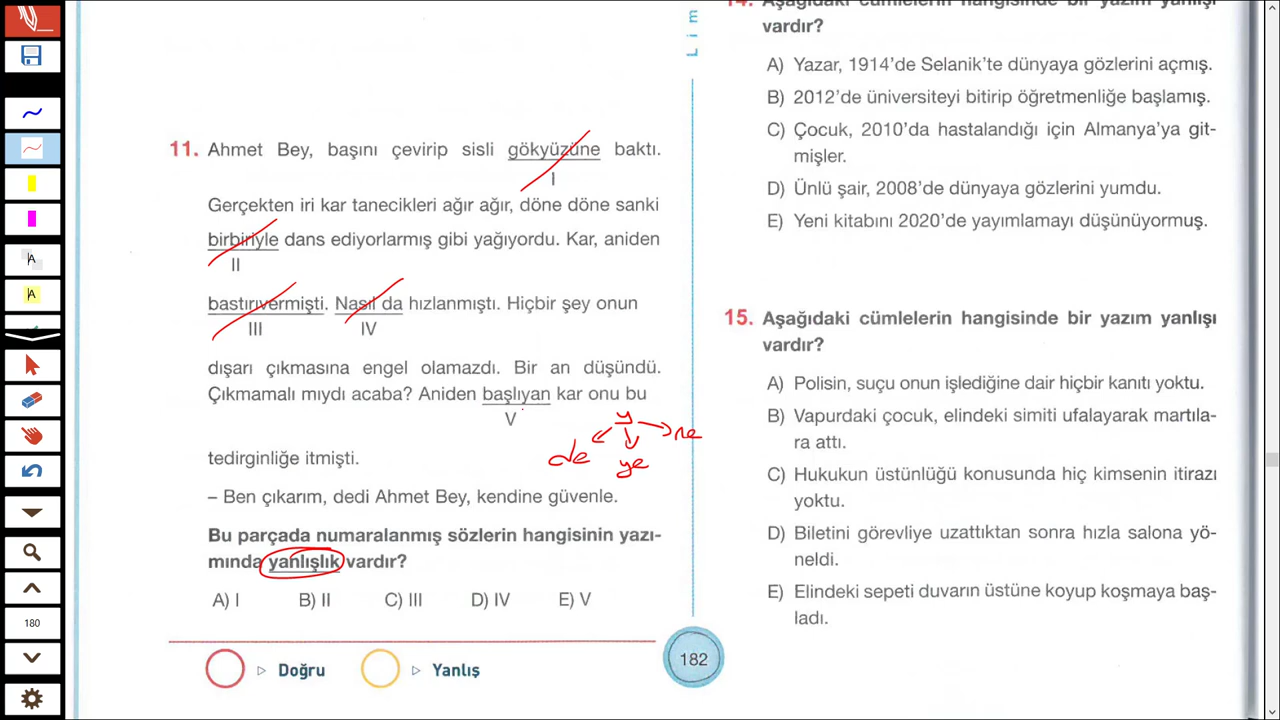 11. Ahmet Bey, başını çevirip sisli gökyüzüne baktı.
I
Gerçekten iri kar tanecikleri ağır ağır, döne döne sanki
birbiriyle dans ediyorlarmış gibi yağıyordu. Kar, aniden
II
bastırıvermişti. Nasıl da hızlanmıştı. Hiçbir şey onun
III IV
dışarı çıkmasına engel olamazdı. Bir an düşündü.
Çıkmamalı mıydı acaba? Aniden başlıyan kar onu bu
V
y
de ye ne
tedirginliğe itmişti.
– Ben çıkarım, dedi Ahmet Bey, kendine güvenle.
Bu parçada numaralanmış sözlerin hangisinin yazı-
mında yanlışlık vardır?
A) I B) II C) III D) IV E) V
Doğru Yanlış
182
Lim
14. Aşağıdaki cümlelerin hangisinde bir yazım yanlışı
vardır?
A) Yazar, 1914’de Selanik’te dünyaya gözlerini açmış.
B) 2012’de üniversiteyi bitirip öğretmenliğe başlamış.
C) Çocuk, 2010’da hastalandığı için Almanya’ya git-
mişler.
D) Ünlü şair, 2008’de dünyaya gözlerini yumdu.
E) Yeni kitabını 2020’de yayımlamayı düşünüyormuş.
15. Aşağıdaki cümlelerin hangisinde bir yazım yanlışı
vardır?
A) Polisin, suçu onun işlediğine dair hiçbir kanıtı yoktu.
B) Vapurdaki çocuk, elindeki simiti ufalayarak martıla-
ra attı.
C) Hukukun üstünlüğü konusunda hiç kimsenin itirazı
yoktu.
D) Biletini görevliye uzattıktan sonra hızla salona yö-
neldi.
E) Elindeki sepeti duvarın üstüne koyup koşmaya baş-
ladı.
A
A
180